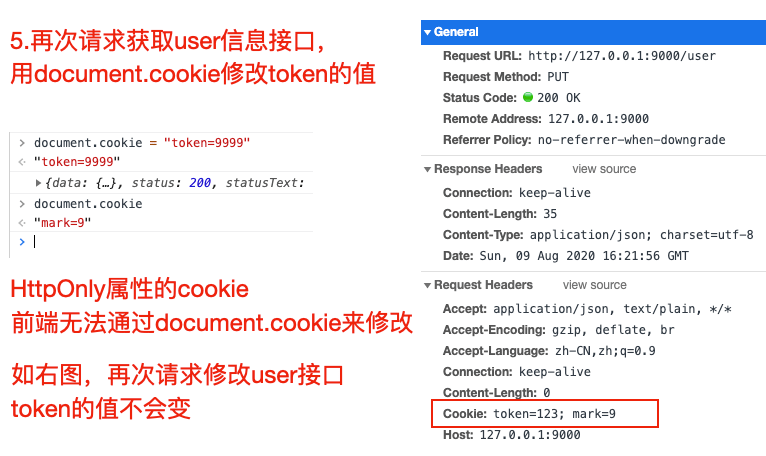 5.再次请求获取user信息接口，
用document.cookie修改token的值
> document.cookie = "token=9999"
<· "token=9999"
▶{data: {…}, status: 200, statusText:
> document.cookie
<· "mark=9"
>
HttpOnly属性的cookie
前端无法通过document.cookie来修改
如右图，再次请求修改user接口
token的值不会变
▼General
Request URL: http://127.0.0.1:9000/user
Request Method: PUT
Status Code: 200 OK
Remote Address: 127.0.0.1:9000
Referrer Policy: no-referrer-when-downgrade
▼Response Headers view source
Connection: keep-alive
Content-Length: 35
Content-Type: application/json; charset=utf-8
Date: Sun, 09 Aug 2020 16:21:56 GMT
▼Request Headers view source
Accept: application/json, text/plain, */*
Accept-Encoding: gzip, deflate, br
Accept-Language: zh-CN,zh;q=0.9
Connection: keep-alive
Content-Length: 0
Cookie: token=123; mark=9
Host: 127.0.0.1:9000